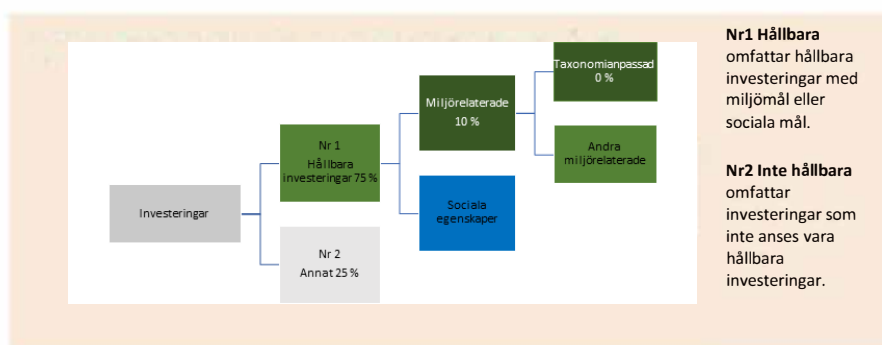 Investeringar
Nr 1
Hållbara
investeringar 75 %
Nr 2
Annat 25 %
Miljörelaterade
10 %
Sociala
egenskaper
Taxonomianpassad
0 %
Andra
miljörelaterade
Nr1 Hållbara
omfattar hållbara
investeringar med
miljömål eller
sociala mål.
Nr2 Inte hållbara
omfattar
investeringar som
inte anses vara
hållbara
investeringar.